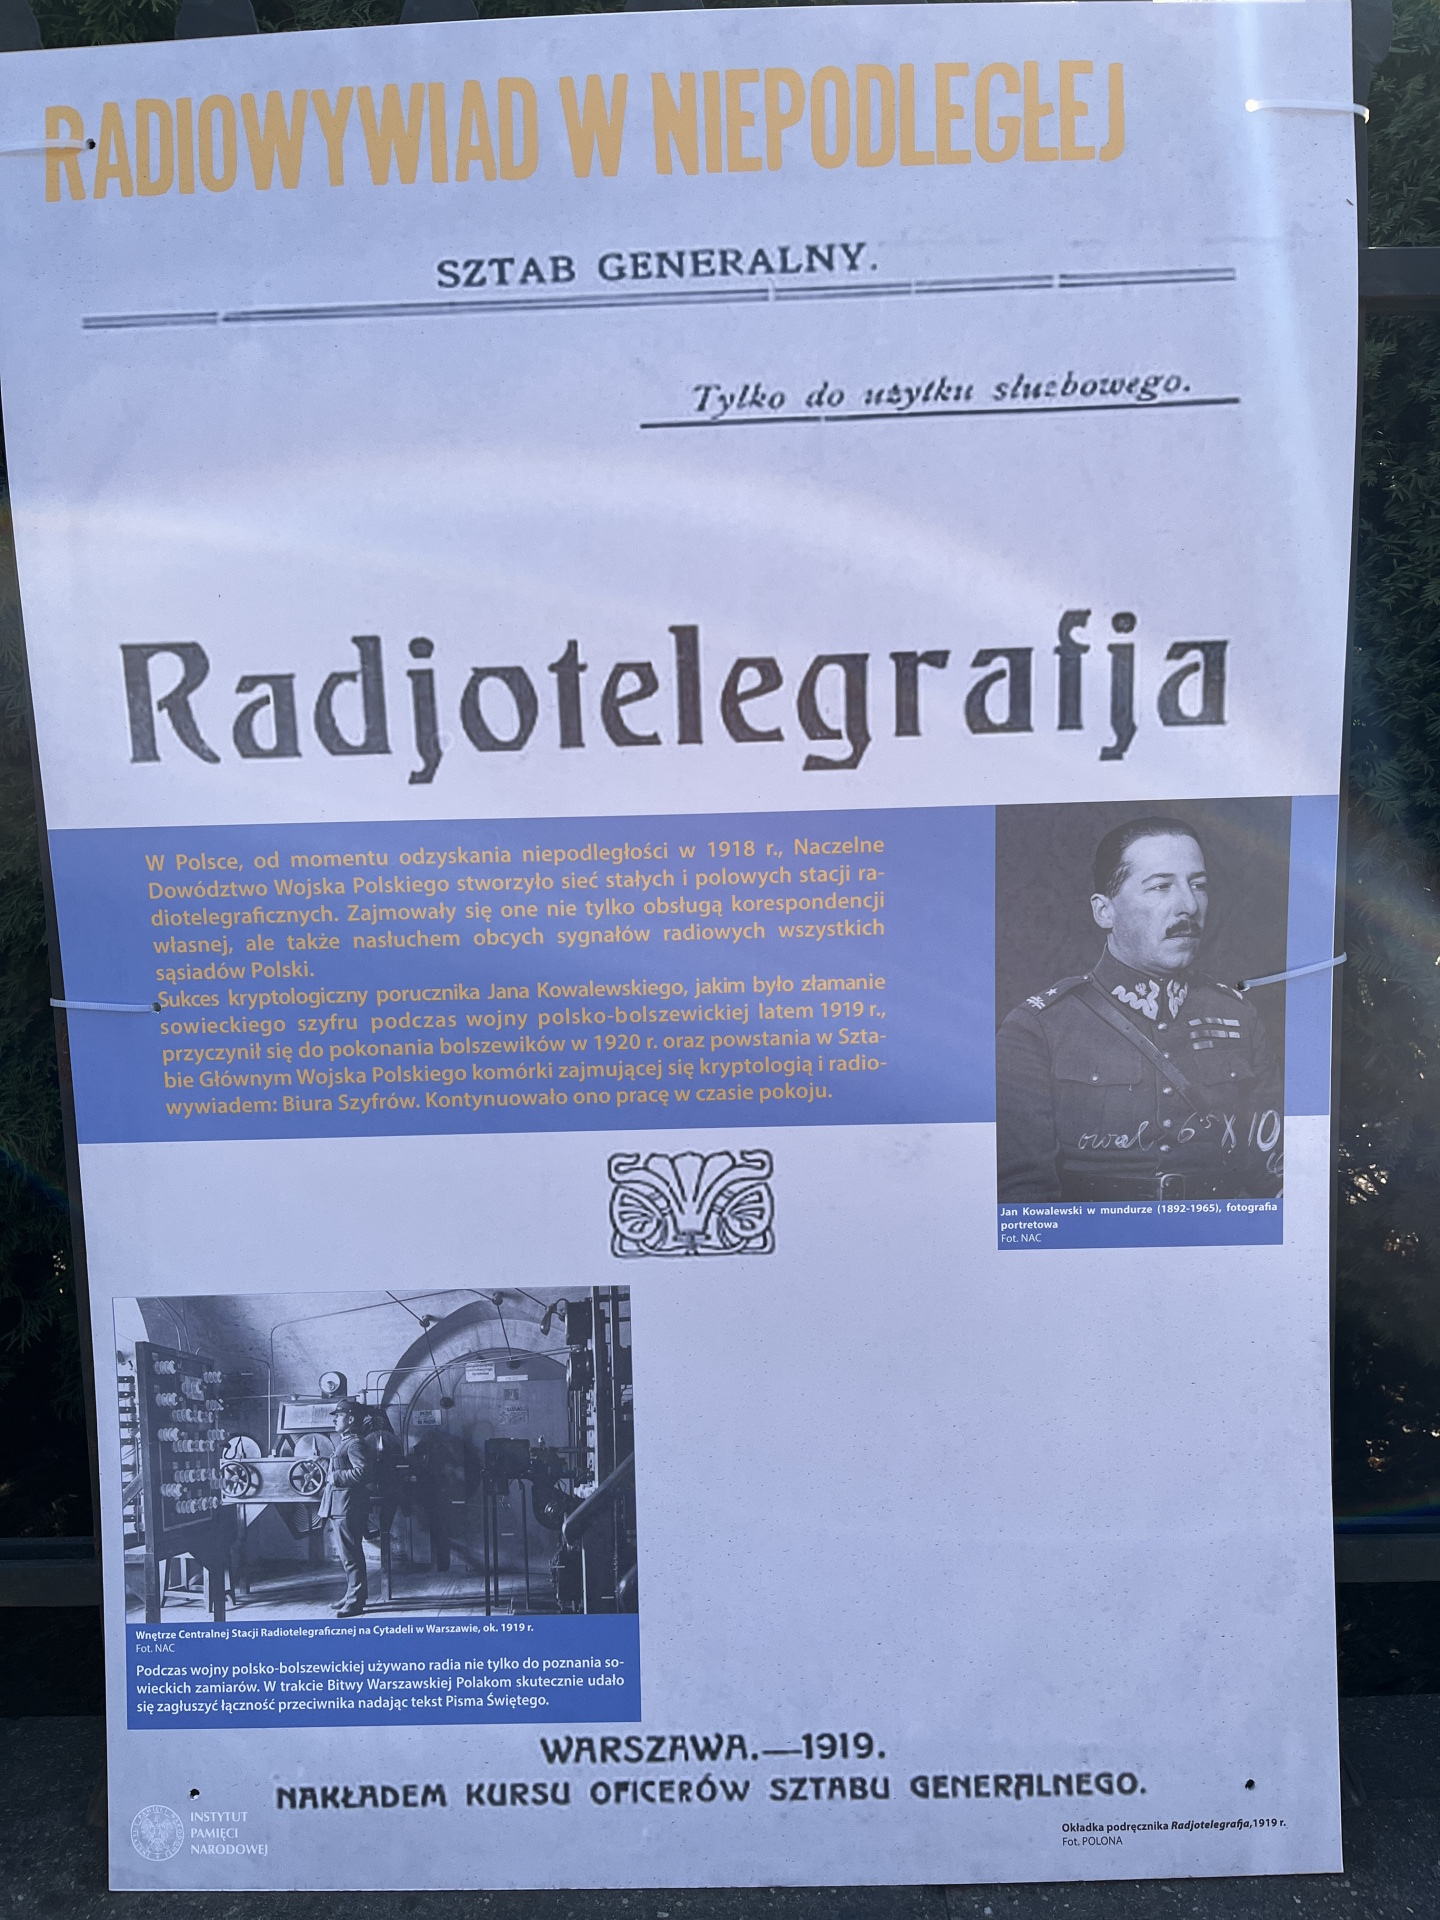 RADIOWYWIAD W NIEPODLEGŁEJ
SZTAB GENERALNY.
Tylko do użytku służbowego.
Radjotelegrafja
W Polsce, od momentu odzyskania niepodległości w 1918 r., Naczelne
Dowództwo Wojska Polskiego stworzyło sieć stałych i polowych stacji ra-
diotelegraficznych. Zajmowały się one nie tylko obsługą korespondencji
własnej, ale także nasłuchem obcych sygnałów radiowych wszystkich
sąsiadów Polski.
Sukces kryptologiczny porucznika Jana Kowalewskiego, jakim było złamanie
sowieckiego szyfru podczas wojny polsko-bolszewickiej latem 1919 r.,
przyczynił się do pokonania bolszewików w 1920 r. oraz powstania w Szta-
bie Głównym Wojska Polskiego komórki zajmującej się kryptologią i radio-
wywiadem: Biura Szyfrów. Kontynuowało ono pracę w czasie pokoju.
owal 6⁵ X 10
Jan Kowalewski w mundurze (1892-1965), fotografia
portretowa
Fot. NAC
Wnętrze Centralnej Stacji Radiotelegraficznej na Cytadeli w Warszawie, ok. 1919 r.
Fot. NAC
Podczas wojny polsko-bolszewickiej używano radia nie tylko do poznania so-
wieckich zamiarów. W trakcie Bitwy Warszawskiej Polakom skutecznie udało
się zagłuszyć łączność przeciwnika nadając tekst Pisma Świętego.
WARSZAWA.—1919.
NAKŁADEM KURSU OFICERÓW SZTABU GENERALNEGO.
INSTYTUT
PAMIĘCI
NARODOWEJ
Okładka podręcznika Radjotelegrafja,1919 r.
Fot. POLONA